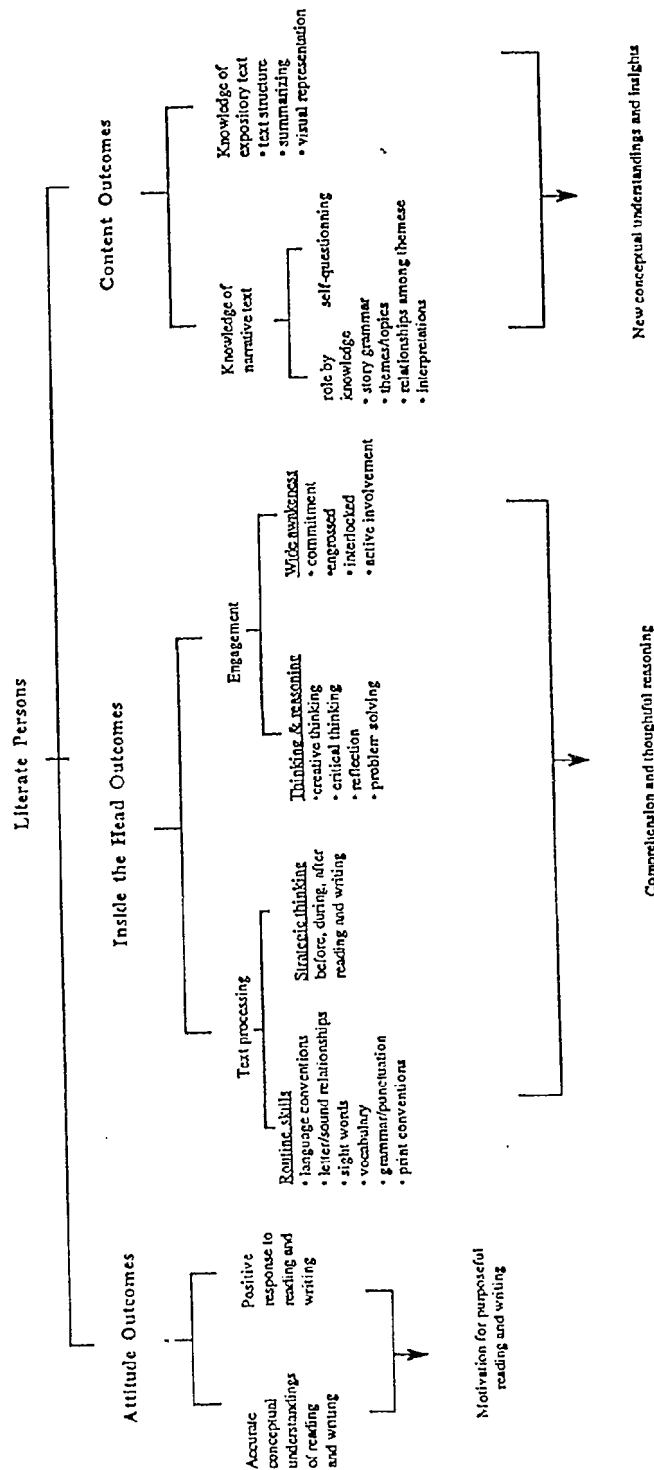 Literate Persons
Attitude Outcomes
Inside the Head Outcomes
Content Outcomes
Accurate
conceptual
understandings
of reading
and writing
Positive
response to
reading and
writing
Text processing
Engagement
Knowledge of
narrative text
Knowledge of
expository text
• text structure
• summarizing
• visual representation
Routine skills
• language conventions
• letter/sound relationships
• sight words
• vocabulary
• grammar/punctuation
• print conventions
Strategic thinking
before, during, after
reading and writing
Thinking & reasoning
• creative thinking
• critical thinking
• reflection
• problem solving
Wide awakeness
• commitment
• engrossed
• interlocked
• active involvement
role by
knowledge
• story grammar
• themes/topics
• relationships among themese
• interpretations
self-questionning
Motivation for purposeful
reading and writing
Comprehension and thoughtful reasoning
New conceptual understandings and insights